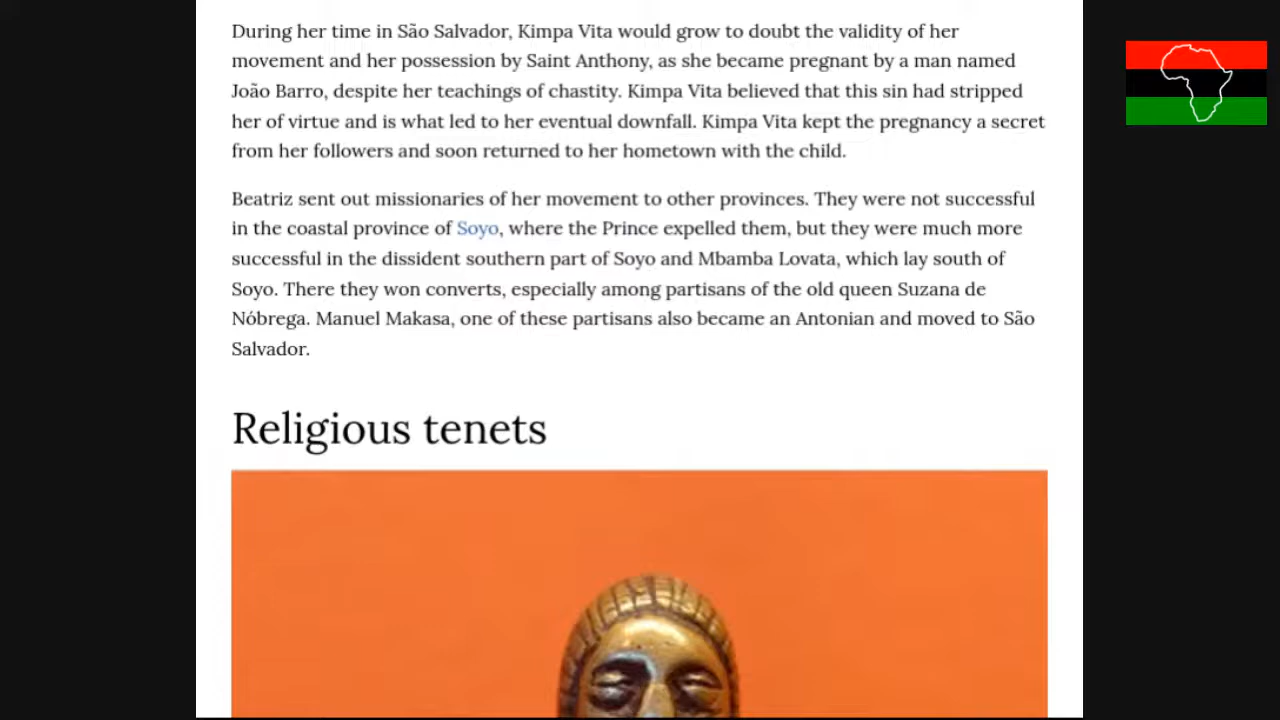 During her time in São Salvador, Kimpa Vita would grow to doubt the validity of her
movement and her possession by Saint Anthony, as she became pregnant by a man named
João Barro, despite her teachings of chastity. Kimpa Vita believed that this sin had stripped
her of virtue and is what led to her eventual downfall. Kimpa Vita kept the pregnancy a secret
from her followers and soon returned to her hometown with the child.
Beatriz sent out missionaries of her movement to other provinces. They were not successful
in the coastal province of Soyo, where the Prince expelled them, but they were much more
successful in the dissident southern part of Soyo and Mbamba Lovata, which lay south of
Soyo. There they won converts, especially among partisans of the old queen Suzana de
Nóbrega. Manuel Makasa, one of these partisans also became an Antonian and moved to São
Salvador.
Religious tenets